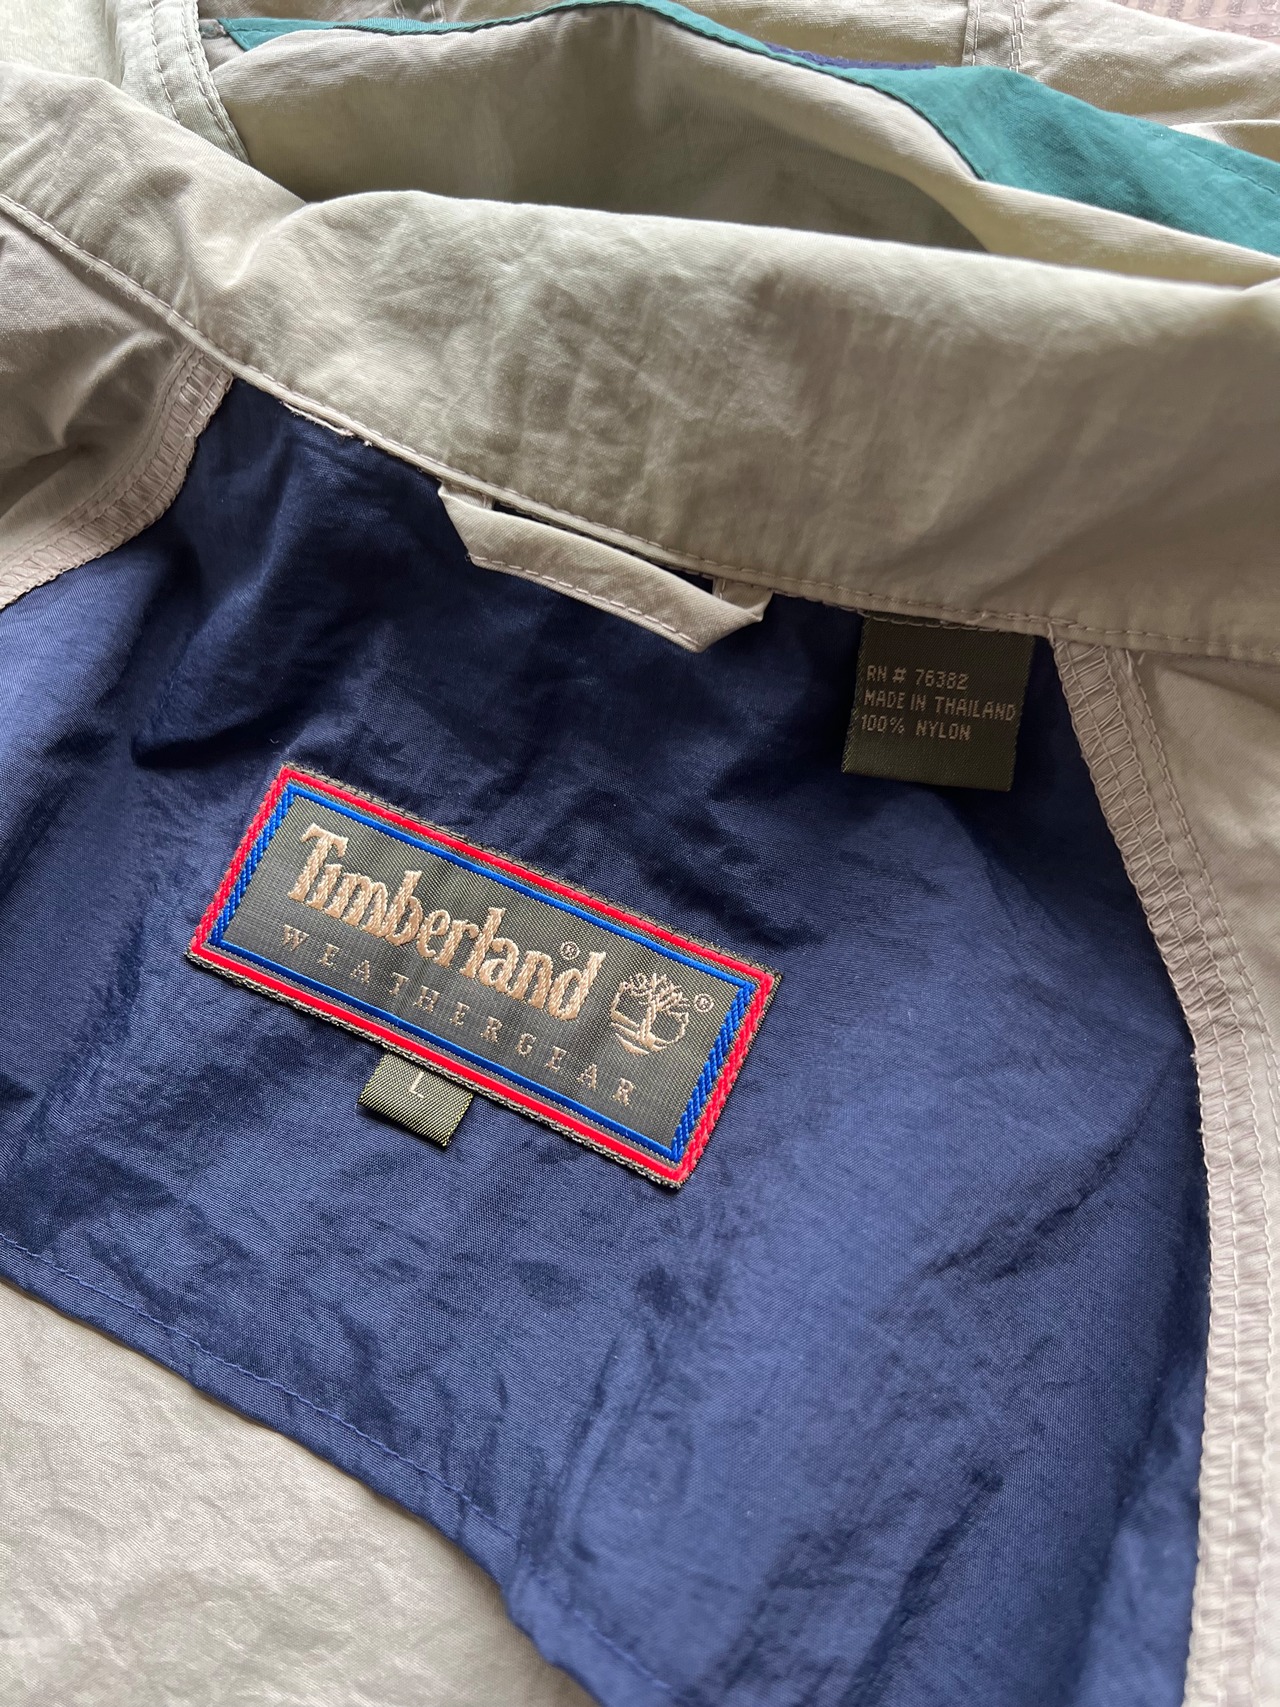 RN # 76382
MADE IN THAILAND
100% NYLON
Timberland®
®
WEATHERGEAR
L